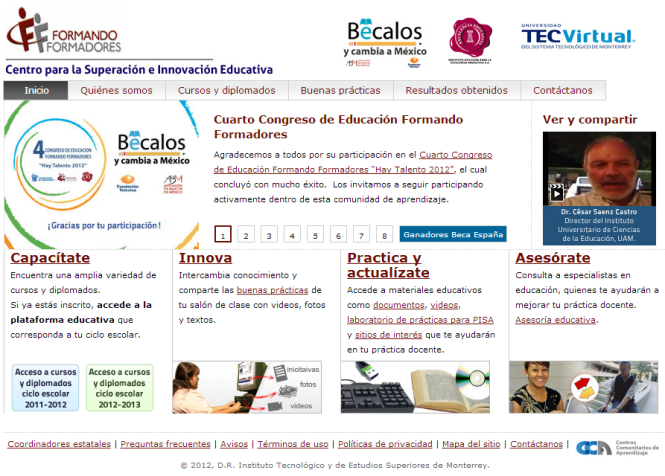 FORMANDO
FORMADORES
Centro para la Superación e Innovación Educativa
Bécalos
y cambia a México
UNIVERSIDAD
TECVirtual.
DEL SISTEMA TECNOLÓGICO DE MONTERREY
Inicio
Quiénes somos
Cursos y diplomados
Buenas prácticas
Resultados obtenidos
Contáctanos
4 CONGRESO DE EDUCACIÓN
FORMANDO FORMADORES
"Hay Talento 2012"
Bécalos
y cambia a México
Fundación
Televisa
ABM
¡Gracias por tu participación!
Cuarto Congreso de Educación Formando
Formadores
Agradecemos a todos por su participación en el Cuarto Congreso
de Educación Formando Formadores "Hay Talento 2012", el cual
concluyó con mucho éxito. Los invitamos a seguir participando
activamente dentro de esta comunidad de aprendizaje.
1 2 3 4 5 6 7 8 Ganadores Beca España
Ver y compartir
Dr. César Saenz Castro
Director del Instituto
Universitario de Ciencias
de la Educación, UAM.
Capacítate
Encuentra una amplia variedad de
cursos y diplomados.
Si ya estás inscrito, accede a la
plataforma educativa que
corresponda a tu ciclo escolar.
Acceso a cursos
y diplomados
ciclo escolar
2011-2012
Acceso a cursos
y diplomados
ciclo escolar
2012-2013
Innova
Intercambia conocimiento y
comparte las buenas prácticas de
tu salón de clase con videos, fotos
y textos.
inicitaivas
fotos
videos
Practica y
actualízate
Accede a materiales educativos
como documentos, videos,
laboratorio de prácticas para PISA
y sitios de interés que te ayudarán
en tu práctica docente.
Asesórate
Consulta a especialistas en
educación, quienes te ayudarán a
mejorar tu práctica docente.
Asesoría educativa.
Coordinadores estatales | Preguntas frecuentes | Avisos | Términos de uso | Políticas de privacidad | Mapa del sitio | Contáctanos |
Centros
Comunitarios de
Aprendizaje
© 2012, D.R. Instituto Tecnológico y de Estudios Superiores de Monterrey.